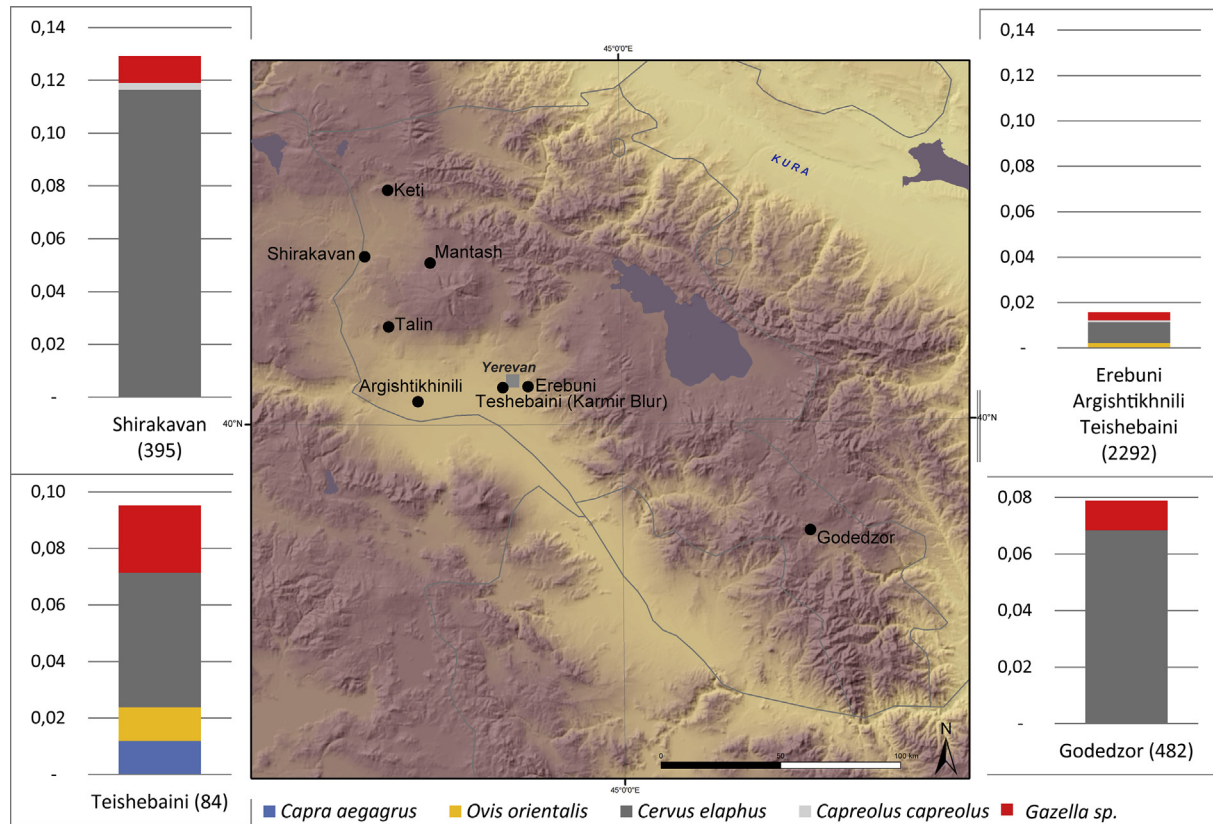 0,14
0,12
0,10
0,08
0,06
0,04
0,02
-
Shirakavan
(395)
0,10
0,08
0,06
0,04
0,02
-
Teishebaini (84)
45°0'0"E
KURA
Keti
Shirakavan
Mantash
Talin
Yerevan
Argishtikhinili
Erebuni
Teshebaini (Karmir Blur)
40°N
40°N
Godedzor
N
0 50 100 km
45°0'0"E
0,14
0,12
0,10
0,08
0,06
0,04
0,02
-
Erebuni
Argishtikhnili
Teishebaini
(2292)
0,08
0,06
0,04
0,02
-
Godedzor (482)
Capra aegagrus Ovis orientalis Cervus elaphus Capreolus capreolus Gazella sp.